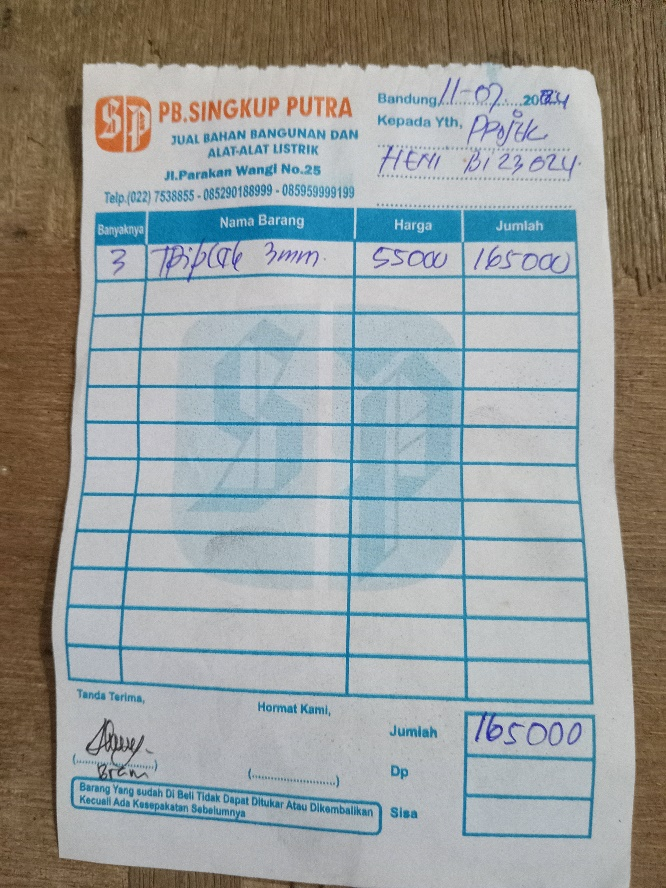 SP
PB.SINGKUP PUTRA
JUAL BAHAN BANGUNAN DAN
ALAT-ALAT LISTRIK
Jl.Parakan Wangi No.25
Telp.(022) 7538855 - 085290188999 - 085959999199
Bandung, 11-07 2024
Kepada Yth,
HENI
Banyaknya Nama Barang Harga Jumlah
3 3mm. 55000 165000
Tanda Terima,
Hormat Kami,
Jumlah 165000
(..................)
Bram
(........................)
Dp
Sisa
Barang Yang sudah Di Beli Tidak Dapat Ditukar Atau Dikembalikan
Kecuali Ada Kesepakatan Sebelumnya